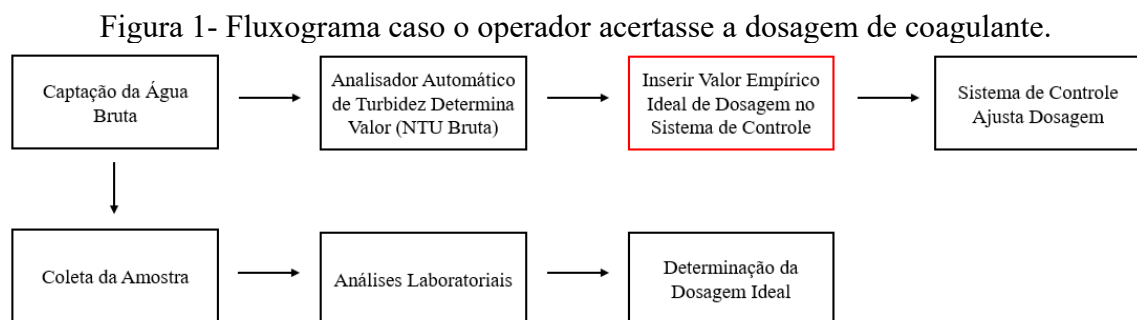 Figura 1- Fluxograma caso o operador acertasse a dosagem de coagulante.
Captação da Água
Bruta
Analisador Automático
de Turbidez Determina
Valor (NTU Bruta)
Inserir Valor Empírico
Ideal de Dosagem no
Sistema de Controle
Sistema de Controle
Ajusta Dosagem
Coleta da Amostra
Análises Laboratoriais
Determinação da
Dosagem Ideal